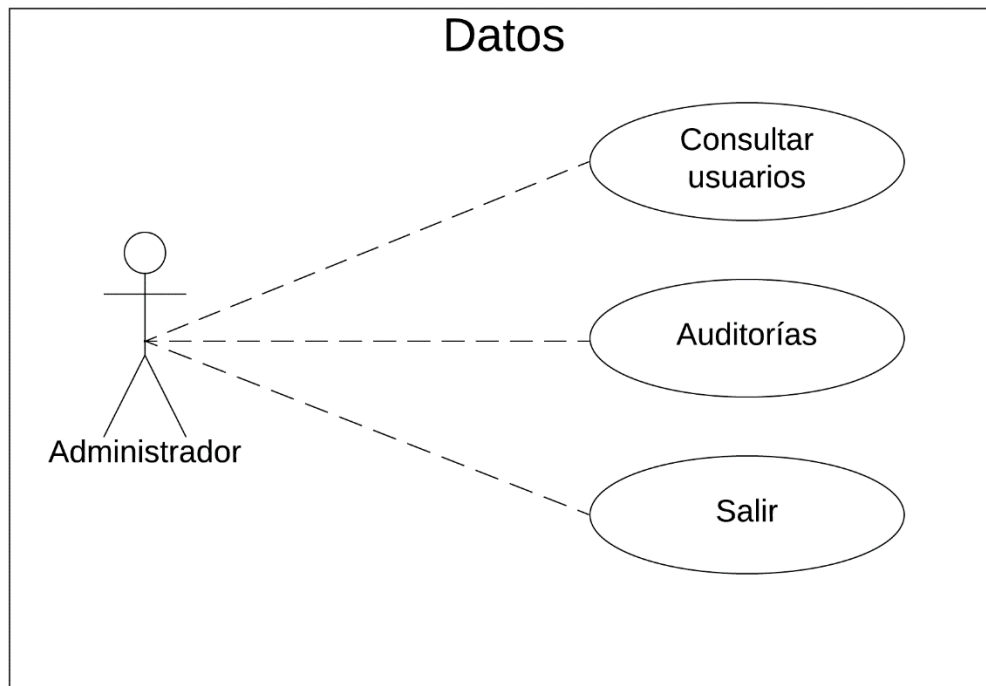 Datos
Consultar
usuarios
Auditorías
Administrador
Salir